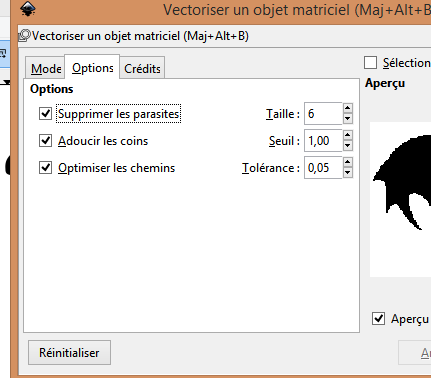 Vectoriser un objet matriciel (Maj+Alt+B)
Vectoriser un objet matriciel (Maj+Alt+B)
Mode Options Crédits
Options
Supprimer les parasites Taille : 6
Adoucir les coins Seuil : 1,00
Optimiser les chemins Tolérance : 0,05
Réinitialiser
Sélection
Aperçu
Aperçu